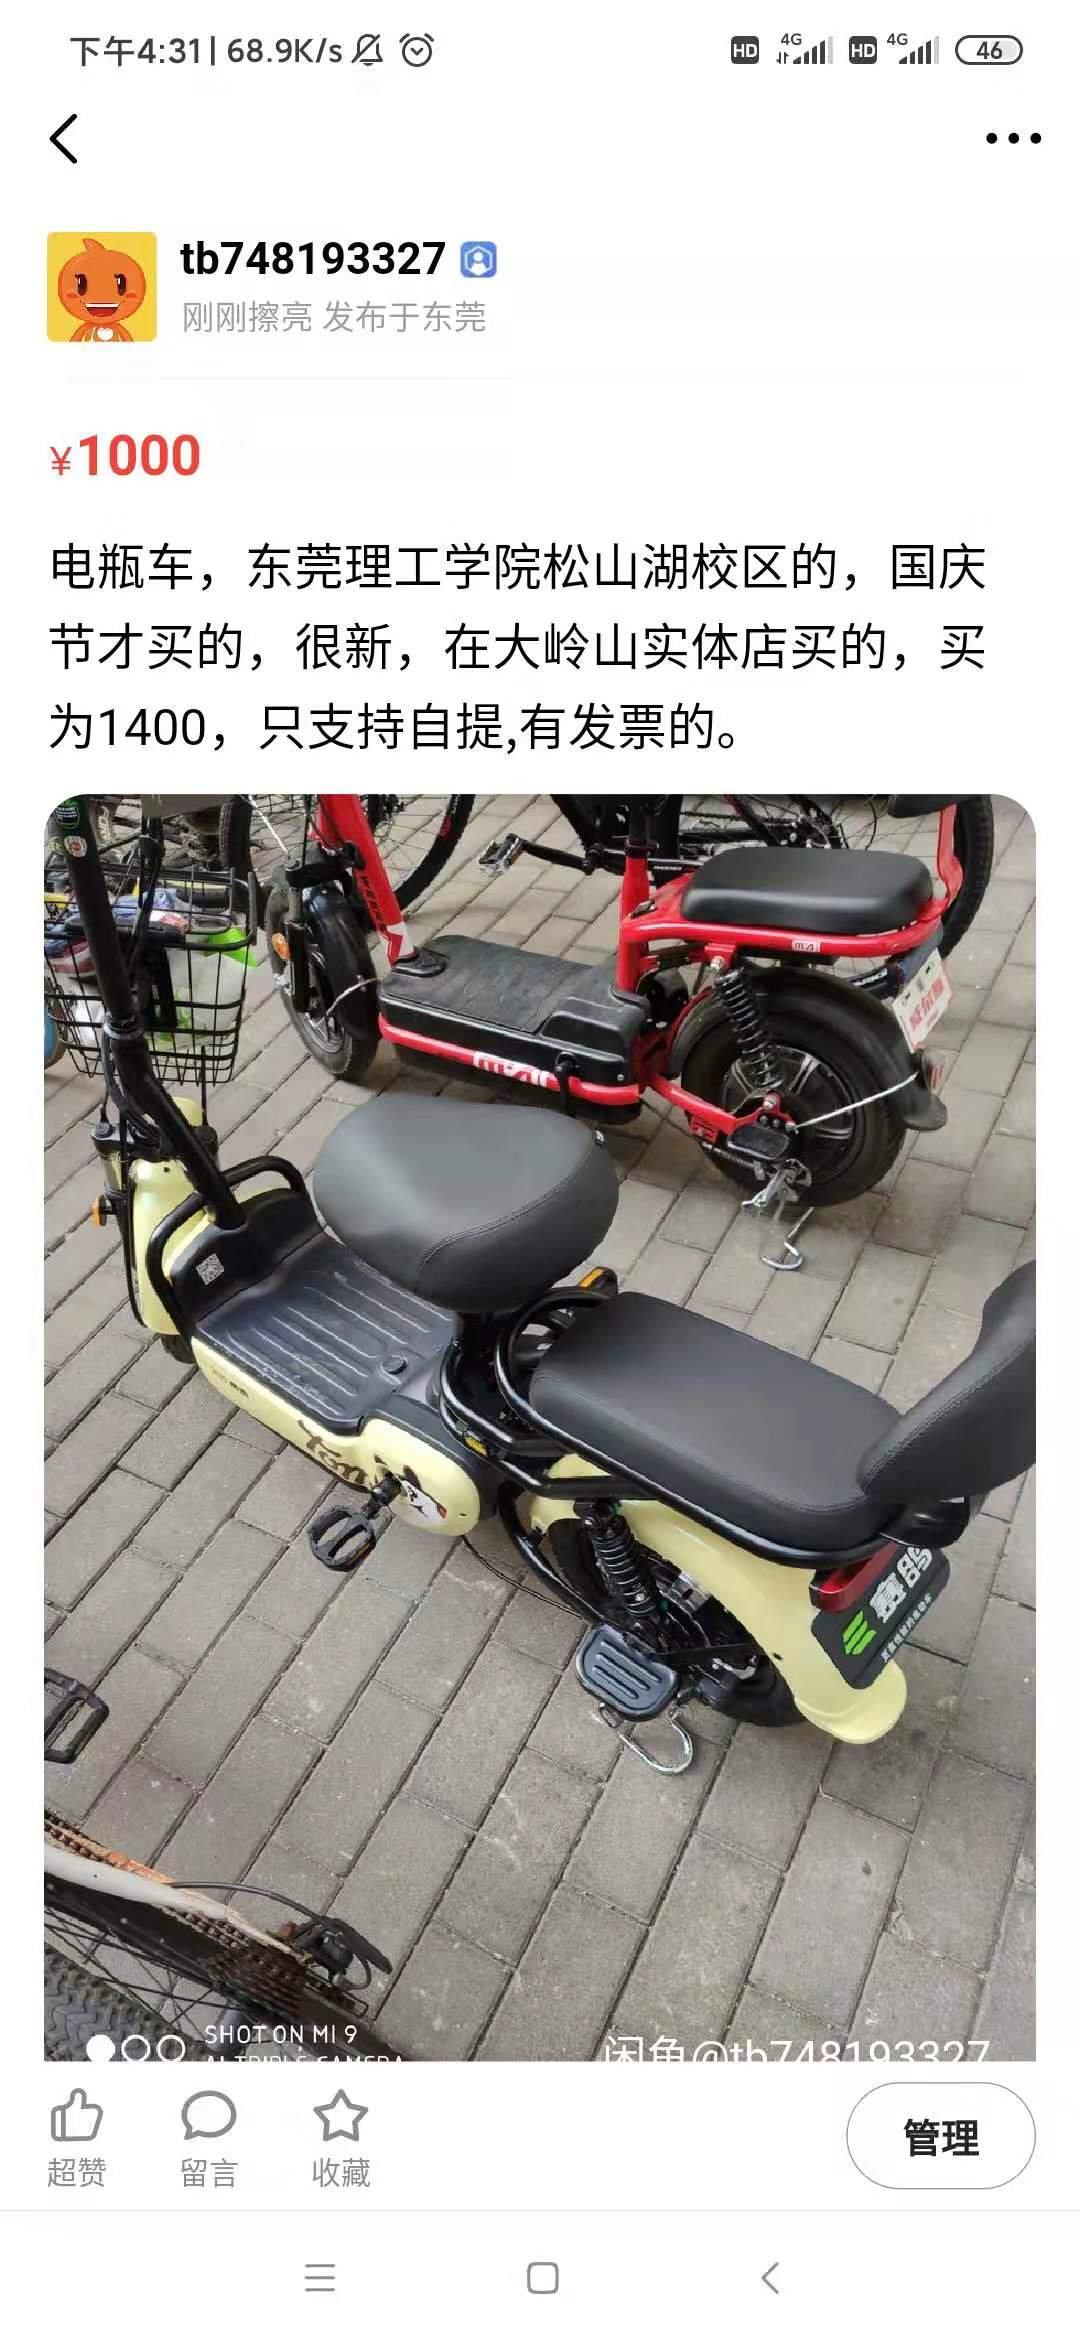 下午4:31 | 68.9K/s
HD 4G HD 4G 46
tb748193327
刚刚擦亮 发布于东莞
¥1000
电瓶车，东莞理工学院松山湖校区的，国庆
节才买的，很新，在大岭山实体店买的，买
为1400，只支持自提,有发票的。
赛鸽
SHOT ON MI 9
AI TRIPLE CAMERA
闲鱼@tb748193327
超赞 留言 收藏
管理